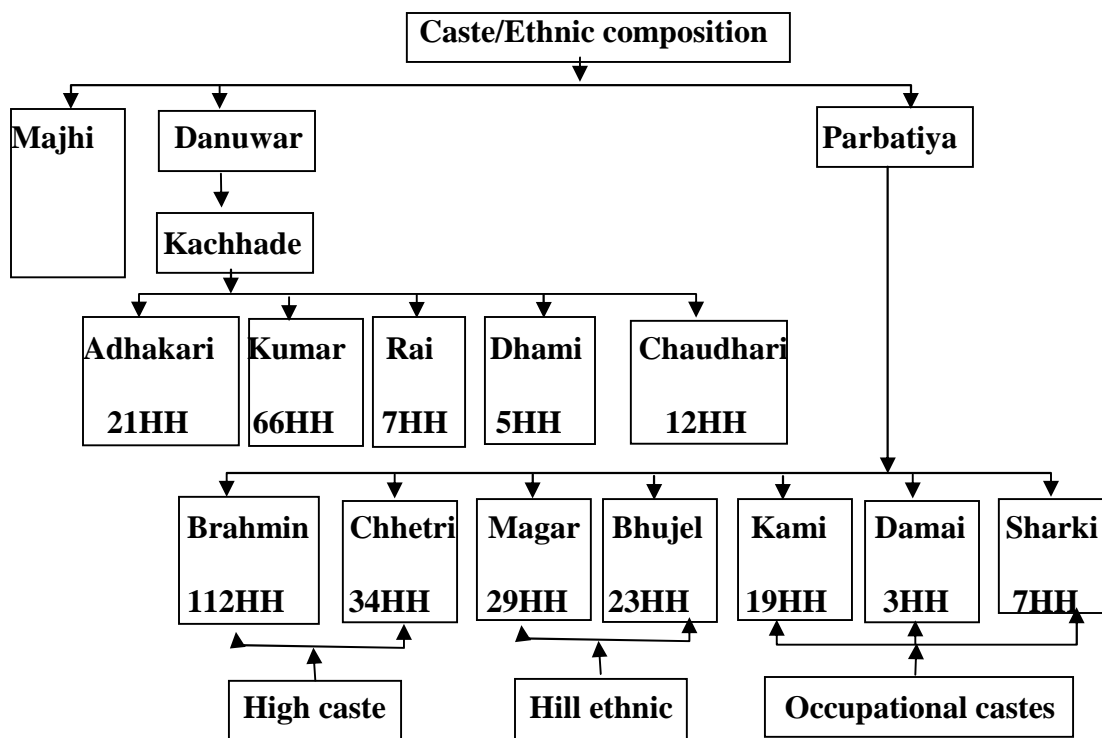 Caste/Ethnic composition
Majhi
Danuwar
Parbatiya
Kachhade
Adhakari
21HH
Kumar
66HH
Rai
7HH
Dhami
5HH
Chaudhari
12HH
Brahmin
112HH
Chhetri
34HH
Magar
29HH
Bhujel
23HH
Kami
19HH
Damai
3HH
Sharki
7HH
High caste
Hill ethnic
Occupational castes